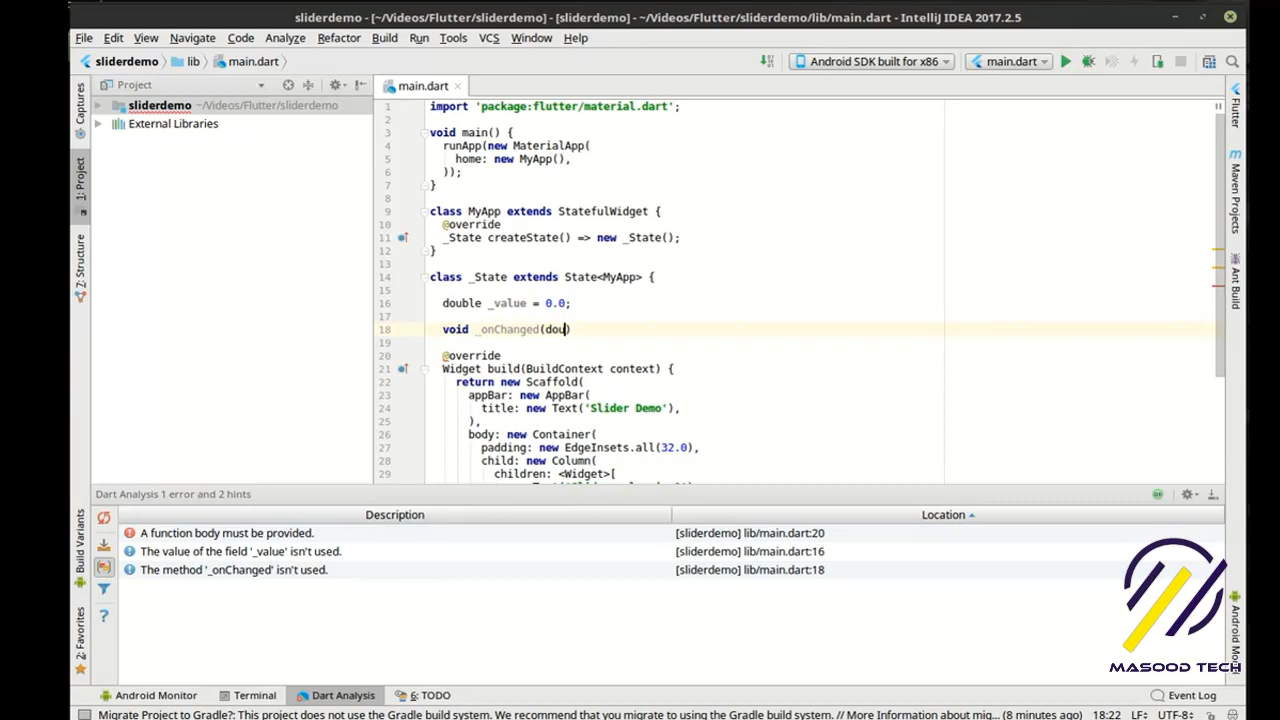 sliderdemo - [~/Videos/Flutter/sliderdemo] - [sliderdemo] - ~/Videos/Flutter/sliderdemo/lib/main.dart - IntelliJ IDEA 2017.2.5
File Edit View Navigate Code Analyze Refactor Build Run Tools VCS Window Help
sliderdemo lib main.dart Android SDK built for x86 main.dart
Project main.dart
sliderdemo ~/Videos/Flutter/sliderdemo
External Libraries
Captures
1: Project
7: Structure
Build Variants
2: Favorites
1 import 'package:flutter/material.dart';
2
3 void main() {
4 runApp(new MaterialApp(
5 home: new MyApp(),
6 ));
7 }
8
9 class MyApp extends StatefulWidget {
10 @override
11 _State createState() => new _State();
12 }
13
14 class _State extends State<MyApp> {
15
16 double _value = 0.0;
17
18 void _onChanged(dou)
19
20 @override
21 Widget build(BuildContext context) {
22 return new Scaffold(
23 appBar: new AppBar(
24 title: new Text('Slider Demo'),
25 ),
26 body: new Container(
27 padding: new EdgeInsets.all(32.0),
28 child: new Column(
29 children: <Widget>[
Flutter
Maven Projects
Ant Build
Dart Analysis 1 error and 2 hints
Description Location
A function body must be provided. [sliderdemo] lib/main.dart:20
The value of the field '_value' isn't used. [sliderdemo] lib/main.dart:16
The method '_onChanged' isn't used. [sliderdemo] lib/main.dart:18
MASOOD TECH
Android Monitor Terminal Dart Analysis 6: TODO Event Log
Migrate Project to Gradle?: This project does not use the Gradle build system. We recommend that you migrate to using the Gradle build system. // More Information about mig... (8 minutes ago) 18:22 LF÷ UTF-8÷